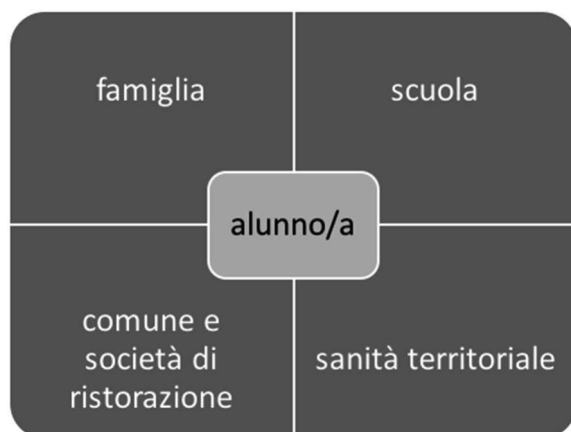 famiglia
scuola
alunno/a
comune e
società di
ristorazione
sanità territoriale